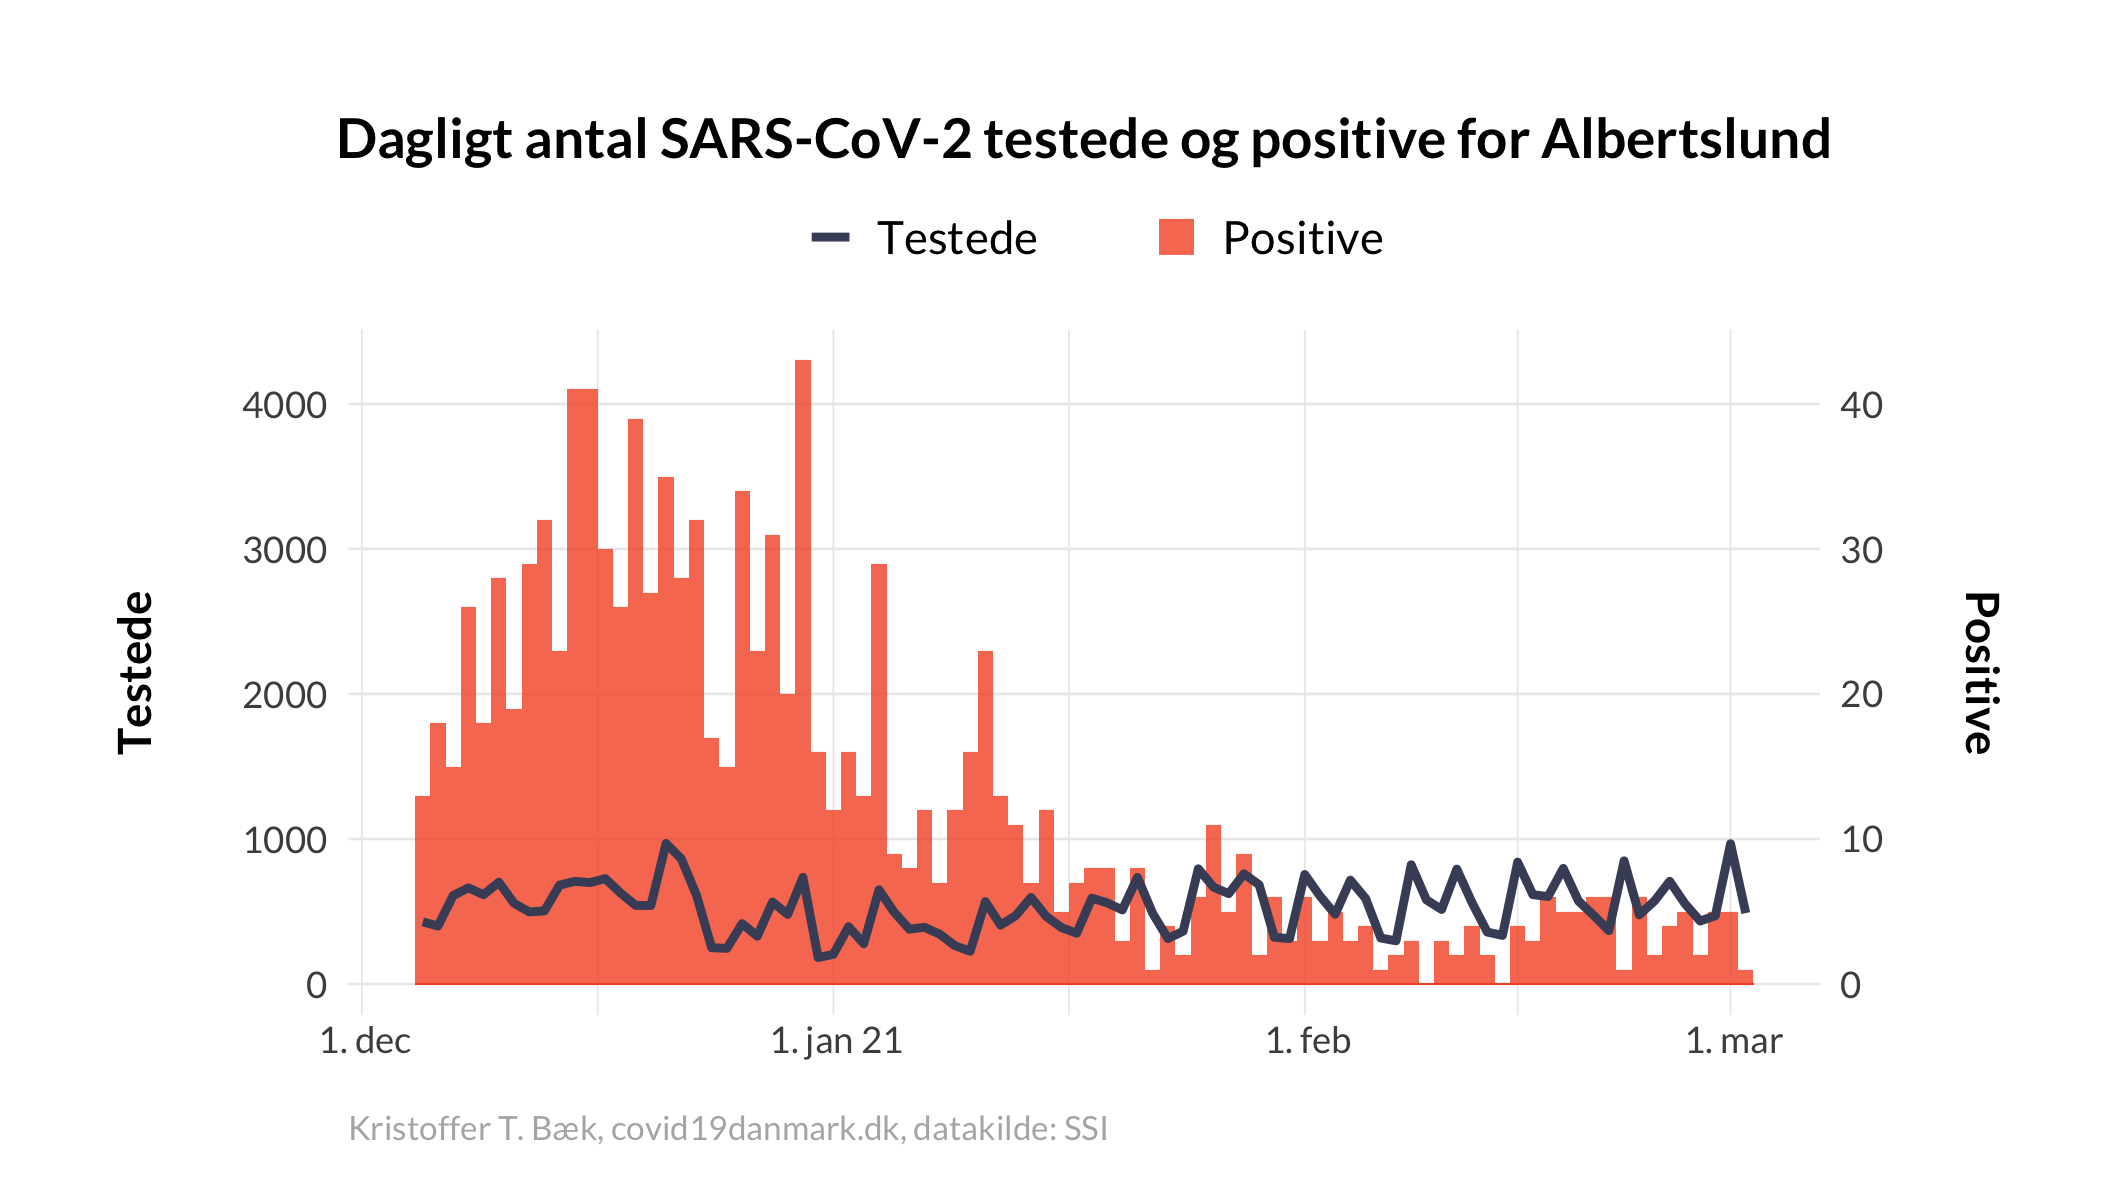 Dagligt antal SARS-CoV-2 testede og positive for Albertslund
Testede
Positive
4000
3000
2000
1000
0
Testede
40
30
20
10
0
Positive
1. dec
1. jan 21
1. feb
1. mar
Kristoffer T. Bæk, covid19danmark.dk, datakilde: SSI